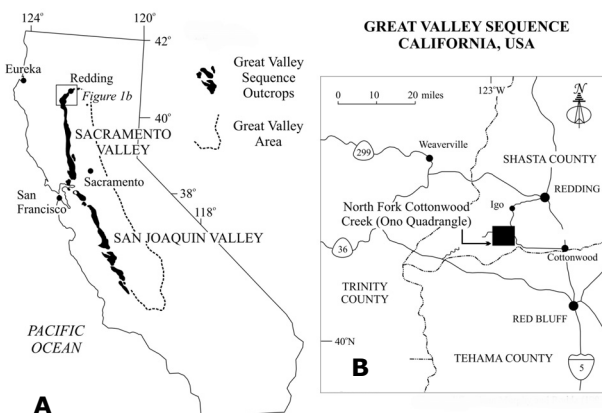 124°
120°
42°
Eureka
Redding
Figure 1b
40°
Great Valley
Sequence
Outcrops
SACRAMENTO
VALLEY
Great Valley
Area
Sacramento
San
Francisco
38°
118°
SAN JOAQUIN VALLEY
PACIFIC
OCEAN
A
GREAT VALLEY SEQUENCE
CALIFORNIA, USA
0 10 20 miles
123°W
N
299
Weaverville
SHASTA COUNTY
REDDING
North Fork Cottonwood
Creek (Ono Quadrangle)
Igo
36
Cottonwood
TRINITY
COUNTY
RED BLUFF
40°N
B
TEHAMA COUNTY
5